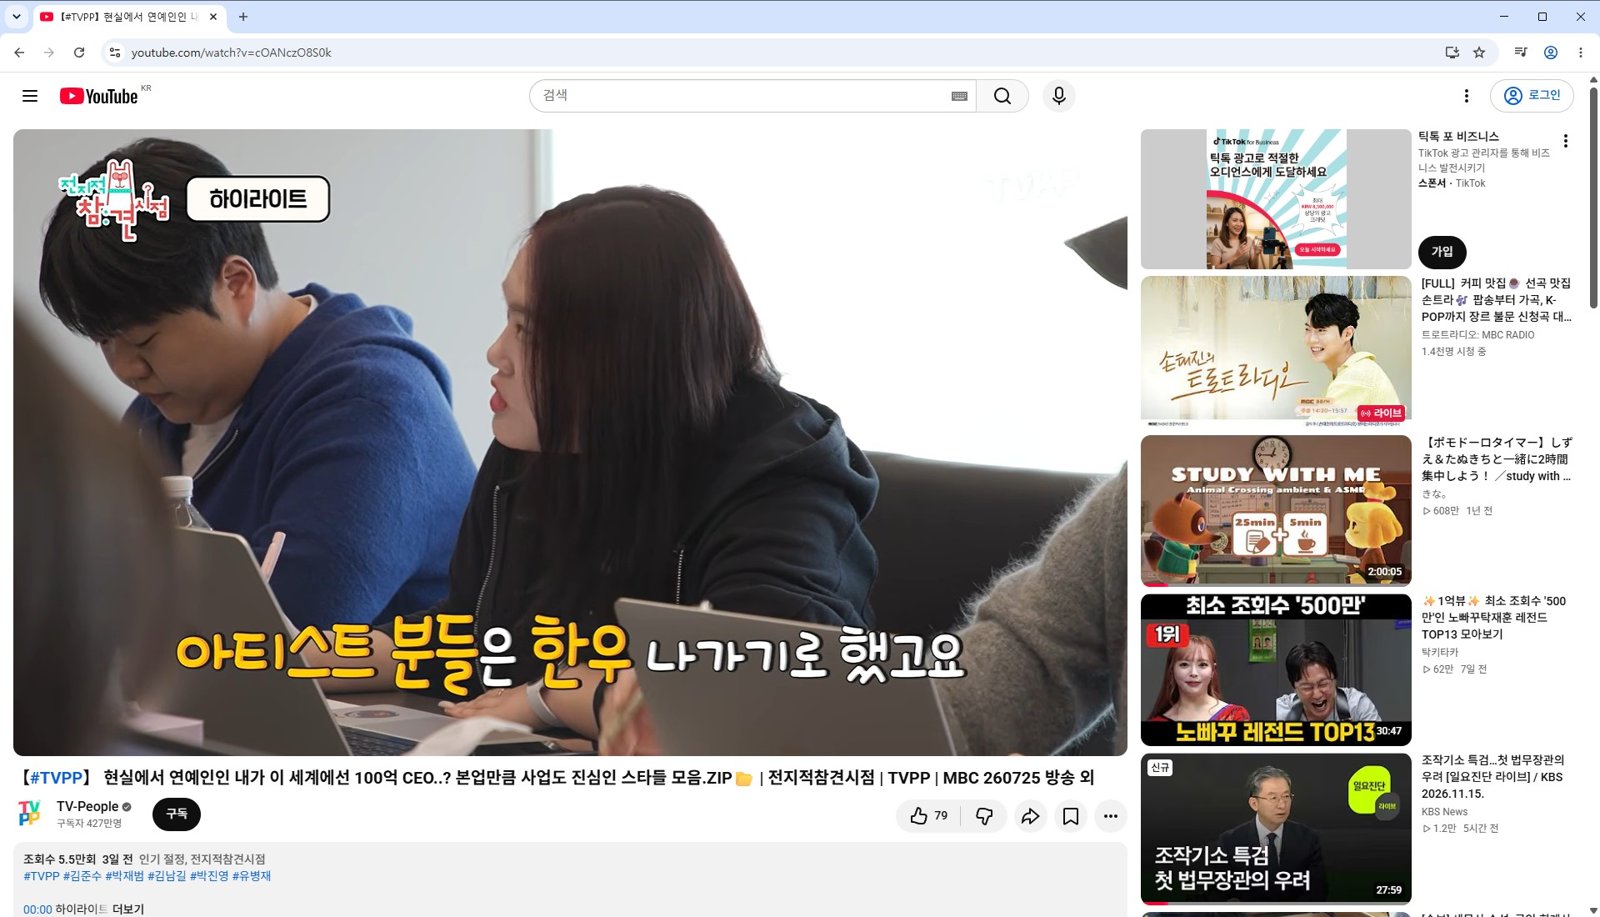 【#TVPP】 현실에서 연예인인 내
youtube.com/watch?v=cOANczO8S0k
YouTube KR
검색
로그인
전지적 참견시점
하이라이트
아티스트 분들은 한우 나가기로 했고요
【#TVPP】 현실에서 연예인인 내가 이 세계에선 100억 CEO..? 본업만큼 사업도 진심인 스타들 모음.ZIP📁 | 전지적참견시점 | TVPP | MBC 260725 방송 외
TV-People
구독자 427만명
구독
79
조회수 5.5만회 3일 전 인기 절정, 전지적참견시점
#TVPP #김준수 #박재범 #김남길 #박진영 #유병재
00:00 하이라이트 더보기
TikTok for Business
틱톡 광고로 적절한
오디언스에게 도달하세요
최대
상당의 광고
크레딧
오늘 시작하세요
틱톡 포 비즈니스
TikTok 광고 관리자를 통해 비즈
니스 발전시키기
스폰서 · TikTok
가입
손태진의
트로트라디오
라이브
[FULL] 커피 맛집 선곡 맛집
손트라🎶 팝송부터 가곡, K-
POP까지 장르 불문 신청곡 대...
트로트라디오: MBC RADIO
1.4천명 시청 중
STUDY WITH ME
Animal Crossing ambient & ASMR
25min + 5min
2:00:05
【ポモドーロタイマー】しず
え＆たぬきちと一緒に2時間
集中しよう！ ／study with ...
きな。
608만 1년 전
최소 조회수 '500만'
1위
노빠꾸 레전드 TOP13
30:47
✨1억뷰✨ 최소 조회수 '500
만'인 노빠꾸탁재훈 레전드
TOP13 모아보기
탁키타카
62만 7일 전
신규
일요진단
라이브
조작기소 특검
첫 법무장관의 우려
27:59
조작기소 특검...첫 법무장관의
우려 [일요진단 라이브] / KBS
2026.11.15.
KBS News
1.2만 5시간 전